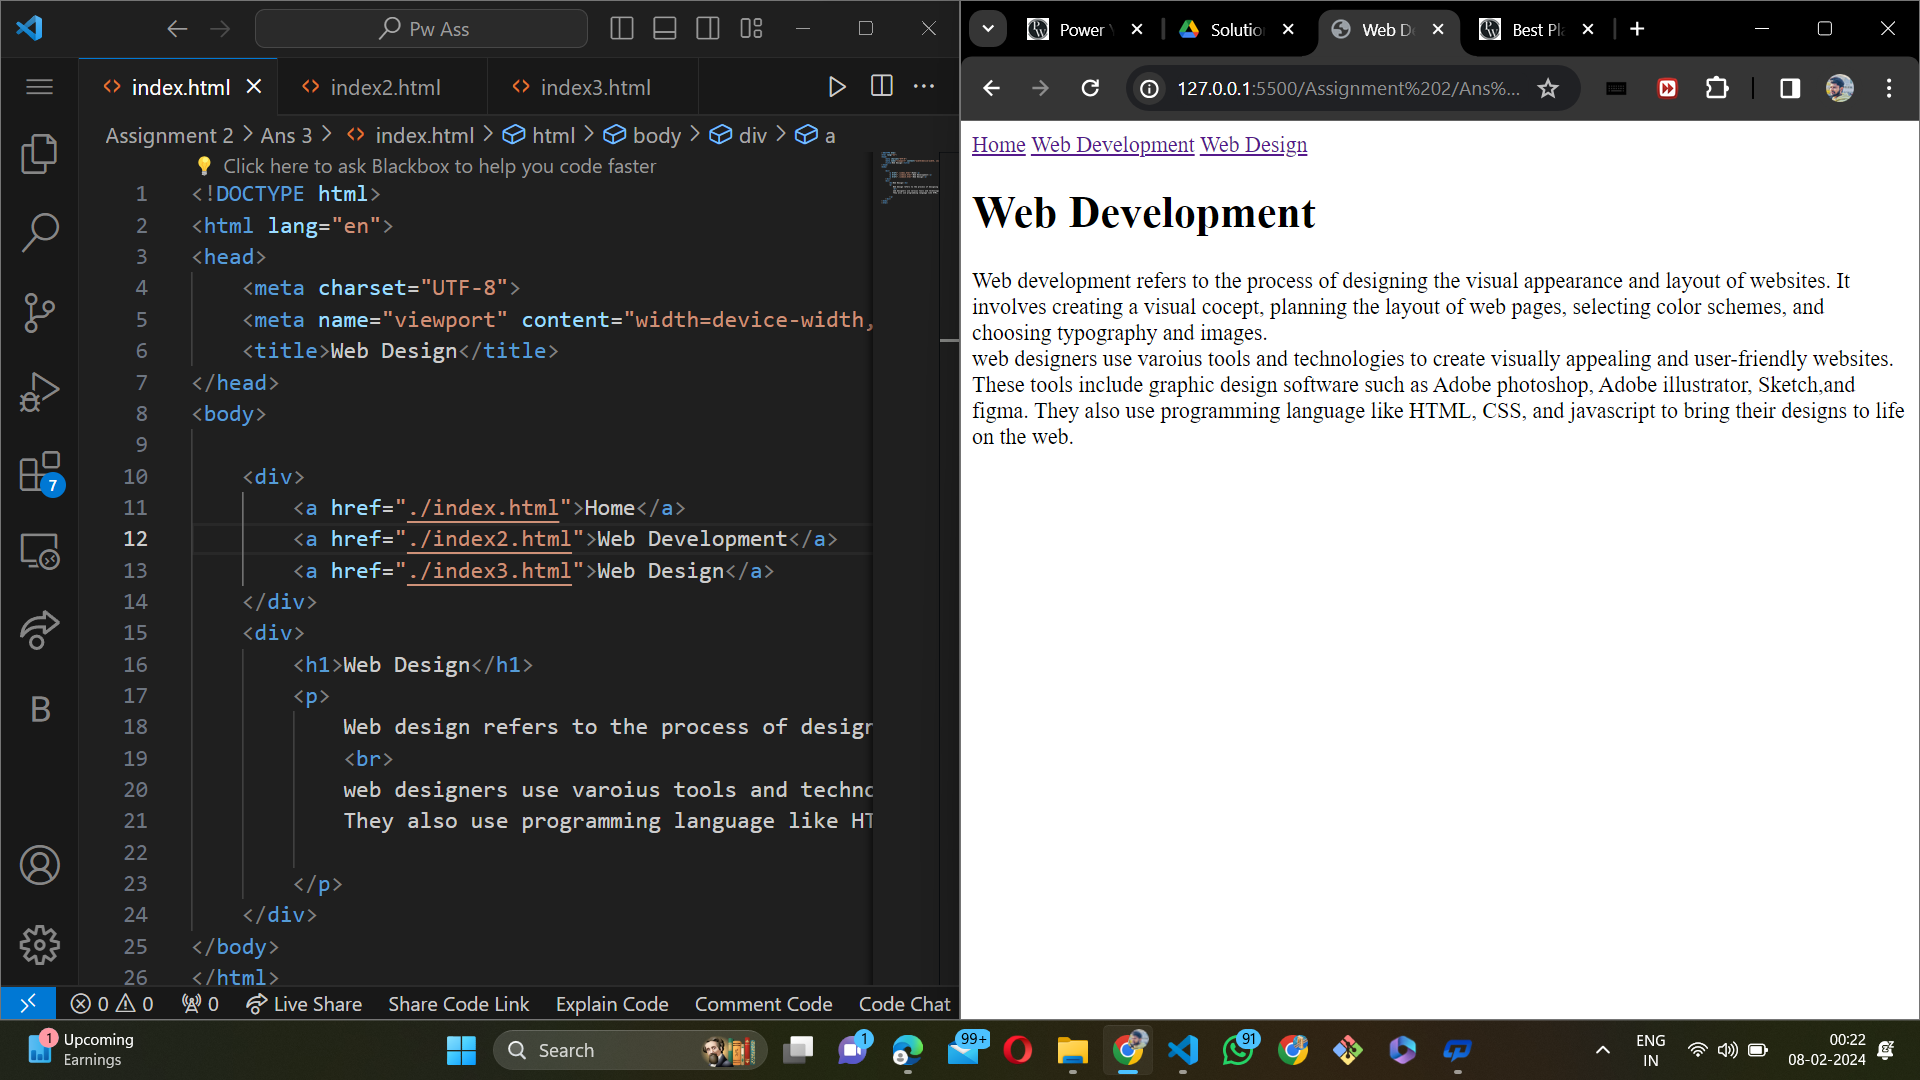 Pw Ass
index.html
index2.html
index3.html
Assignment 2 > Ans 3 > index.html > html > body > div > a
Click here to ask Blackbox to help you code faster
1 <!DOCTYPE html>
2 <html lang="en">
3 <head>
4 <meta charset="UTF-8">
5 <meta name="viewport" content="width=device-width,
6 <title>Web Design</title>
7 </head>
8 <body>
9
10 <div>
11 <a href="./index.html">Home</a>
12 <a href="./index2.html">Web Development</a>
13 <a href="./index3.html">Web Design</a>
14 </div>
15 <div>
16 <h1>Web Design</h1>
17 <p>
18 Web design refers to the process of design
19 <br>
20 web designers use varoius tools and techno
21 They also use programming language like HT
22
23 </p>
24 </div>
25 </body>
26 </html>
7
B
0 0 0 Live Share Share Code Link Explain Code Comment Code Code Chat
Power
Solutio
Web De
Best Pla
127.0.0.1:5500/Assignment%202/Ans%...
Home Web Development Web Design
Web Development
Web development refers to the process of designing the visual appearance and layout of websites. It
involves creating a visual cocept, planning the layout of web pages, selecting color schemes, and
choosing typography and images.
web designers use varoius tools and technologies to create visually appealing and user-friendly websites.
These tools include graphic design software such as Adobe photoshop, Adobe illustrator, Sketch,and
figma. They also use programming language like HTML, CSS, and javascript to bring their designs to life
on the web.
1
Upcoming
Earnings
Search
1
99+
91
ENG
IN
00:22
08-02-2024